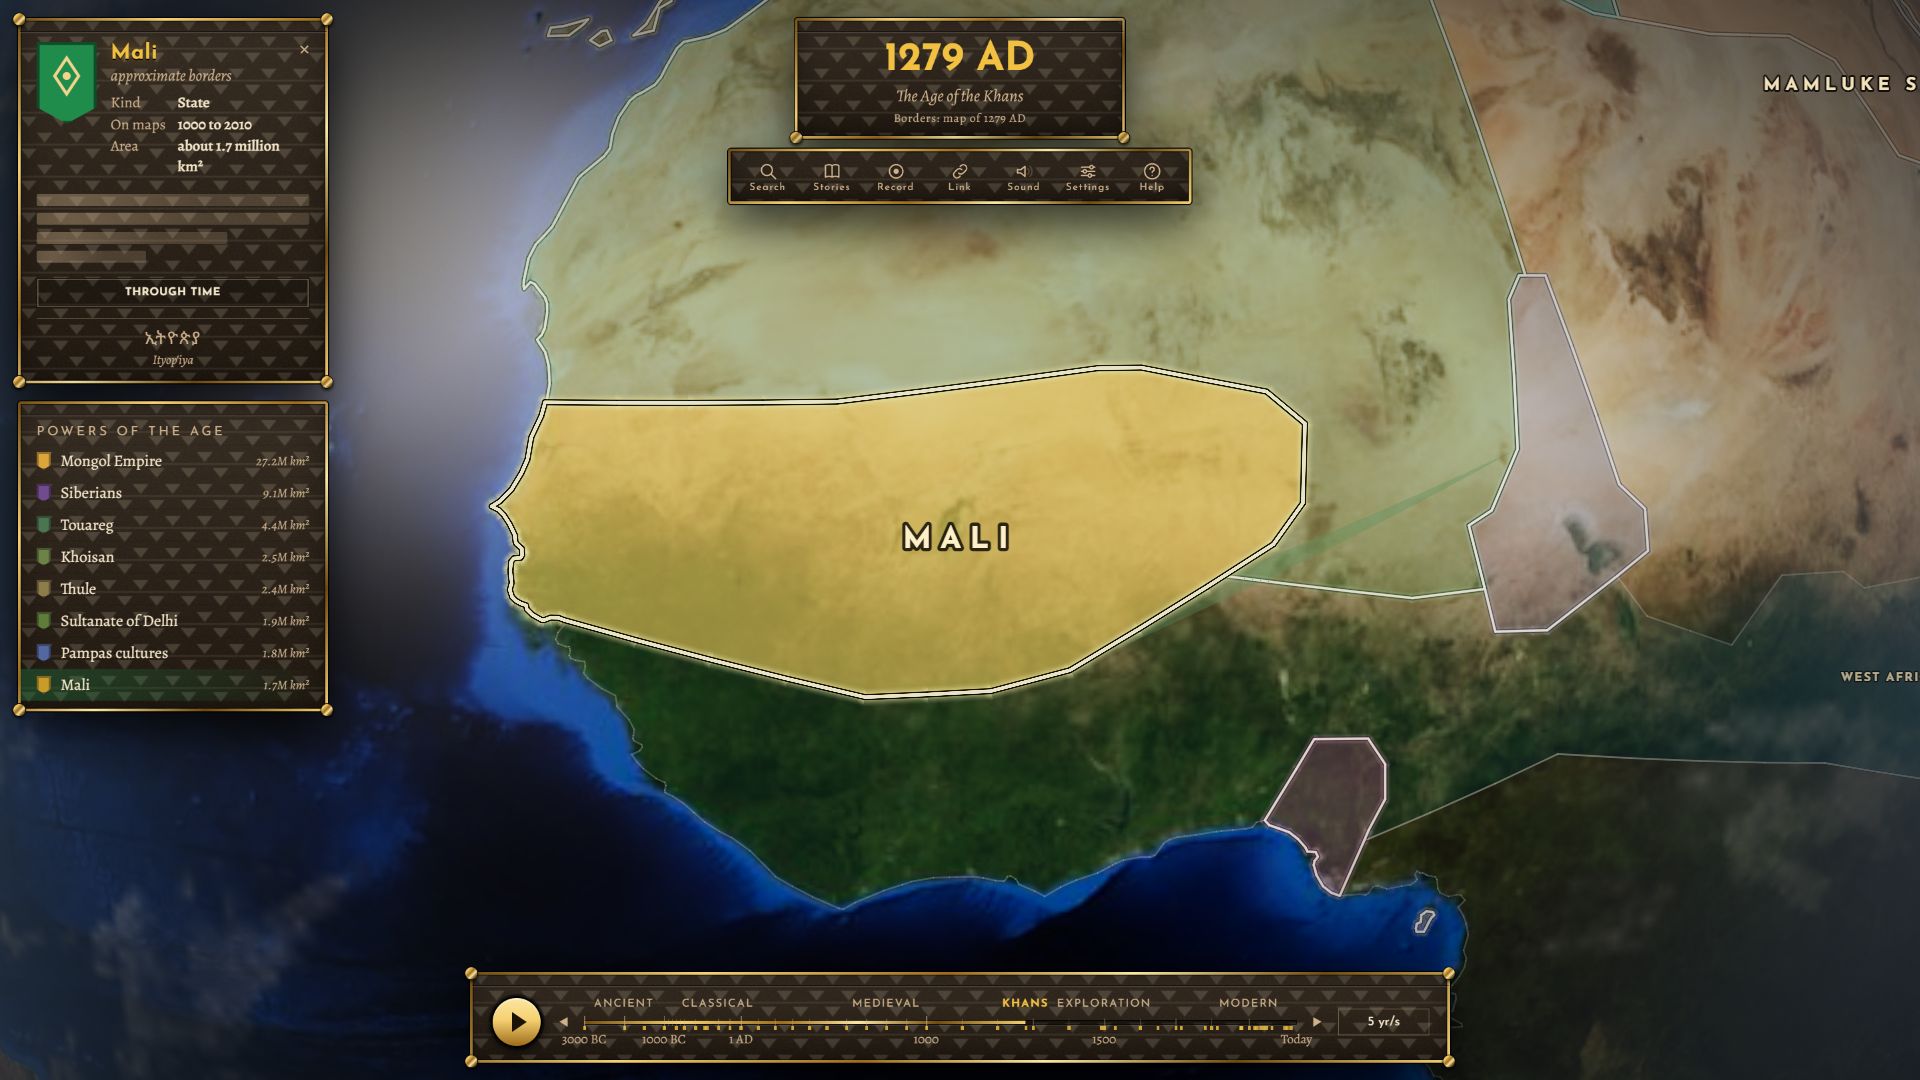 Mali
approximate borders
Kind State
On maps 1000 to 2010
Area about 1.7 million
km²
THROUGH TIME
ኢትዮጵያ
Ityop'iya
POWERS OF THE AGE
Mongol Empire 27.2M km²
Siberians 9.1M km²
Touareg 4.4M km²
Khoisan 2.5M km²
Thule 2.4M km²
Sultanate of Delhi 1.9M km²
Pampas cultures 1.8M km²
Mali 1.7M km²
1279 AD
The Age of the Khans
Borders: map of 1279 AD
Search Stories Record Link Sound Settings Help
MAMLUKE S
MALI
WEST AFRI
ANCIENT CLASSICAL MEDIEVAL KHANS EXPLORATION MODERN
5 yr/s
3000 BC 1000 BC 1 AD 1000 1500 Today